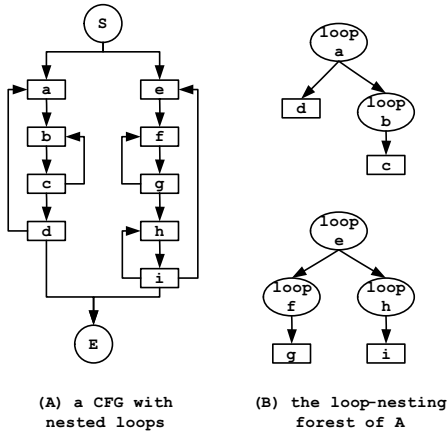 S
a
e
b
f
c
g
d
h
i
E
(A) a CFG with
nested loops
loop
a
d
loop
b
c
loop
e
loop
f
loop
h
g
i
(B) the loop-nesting
forest of A